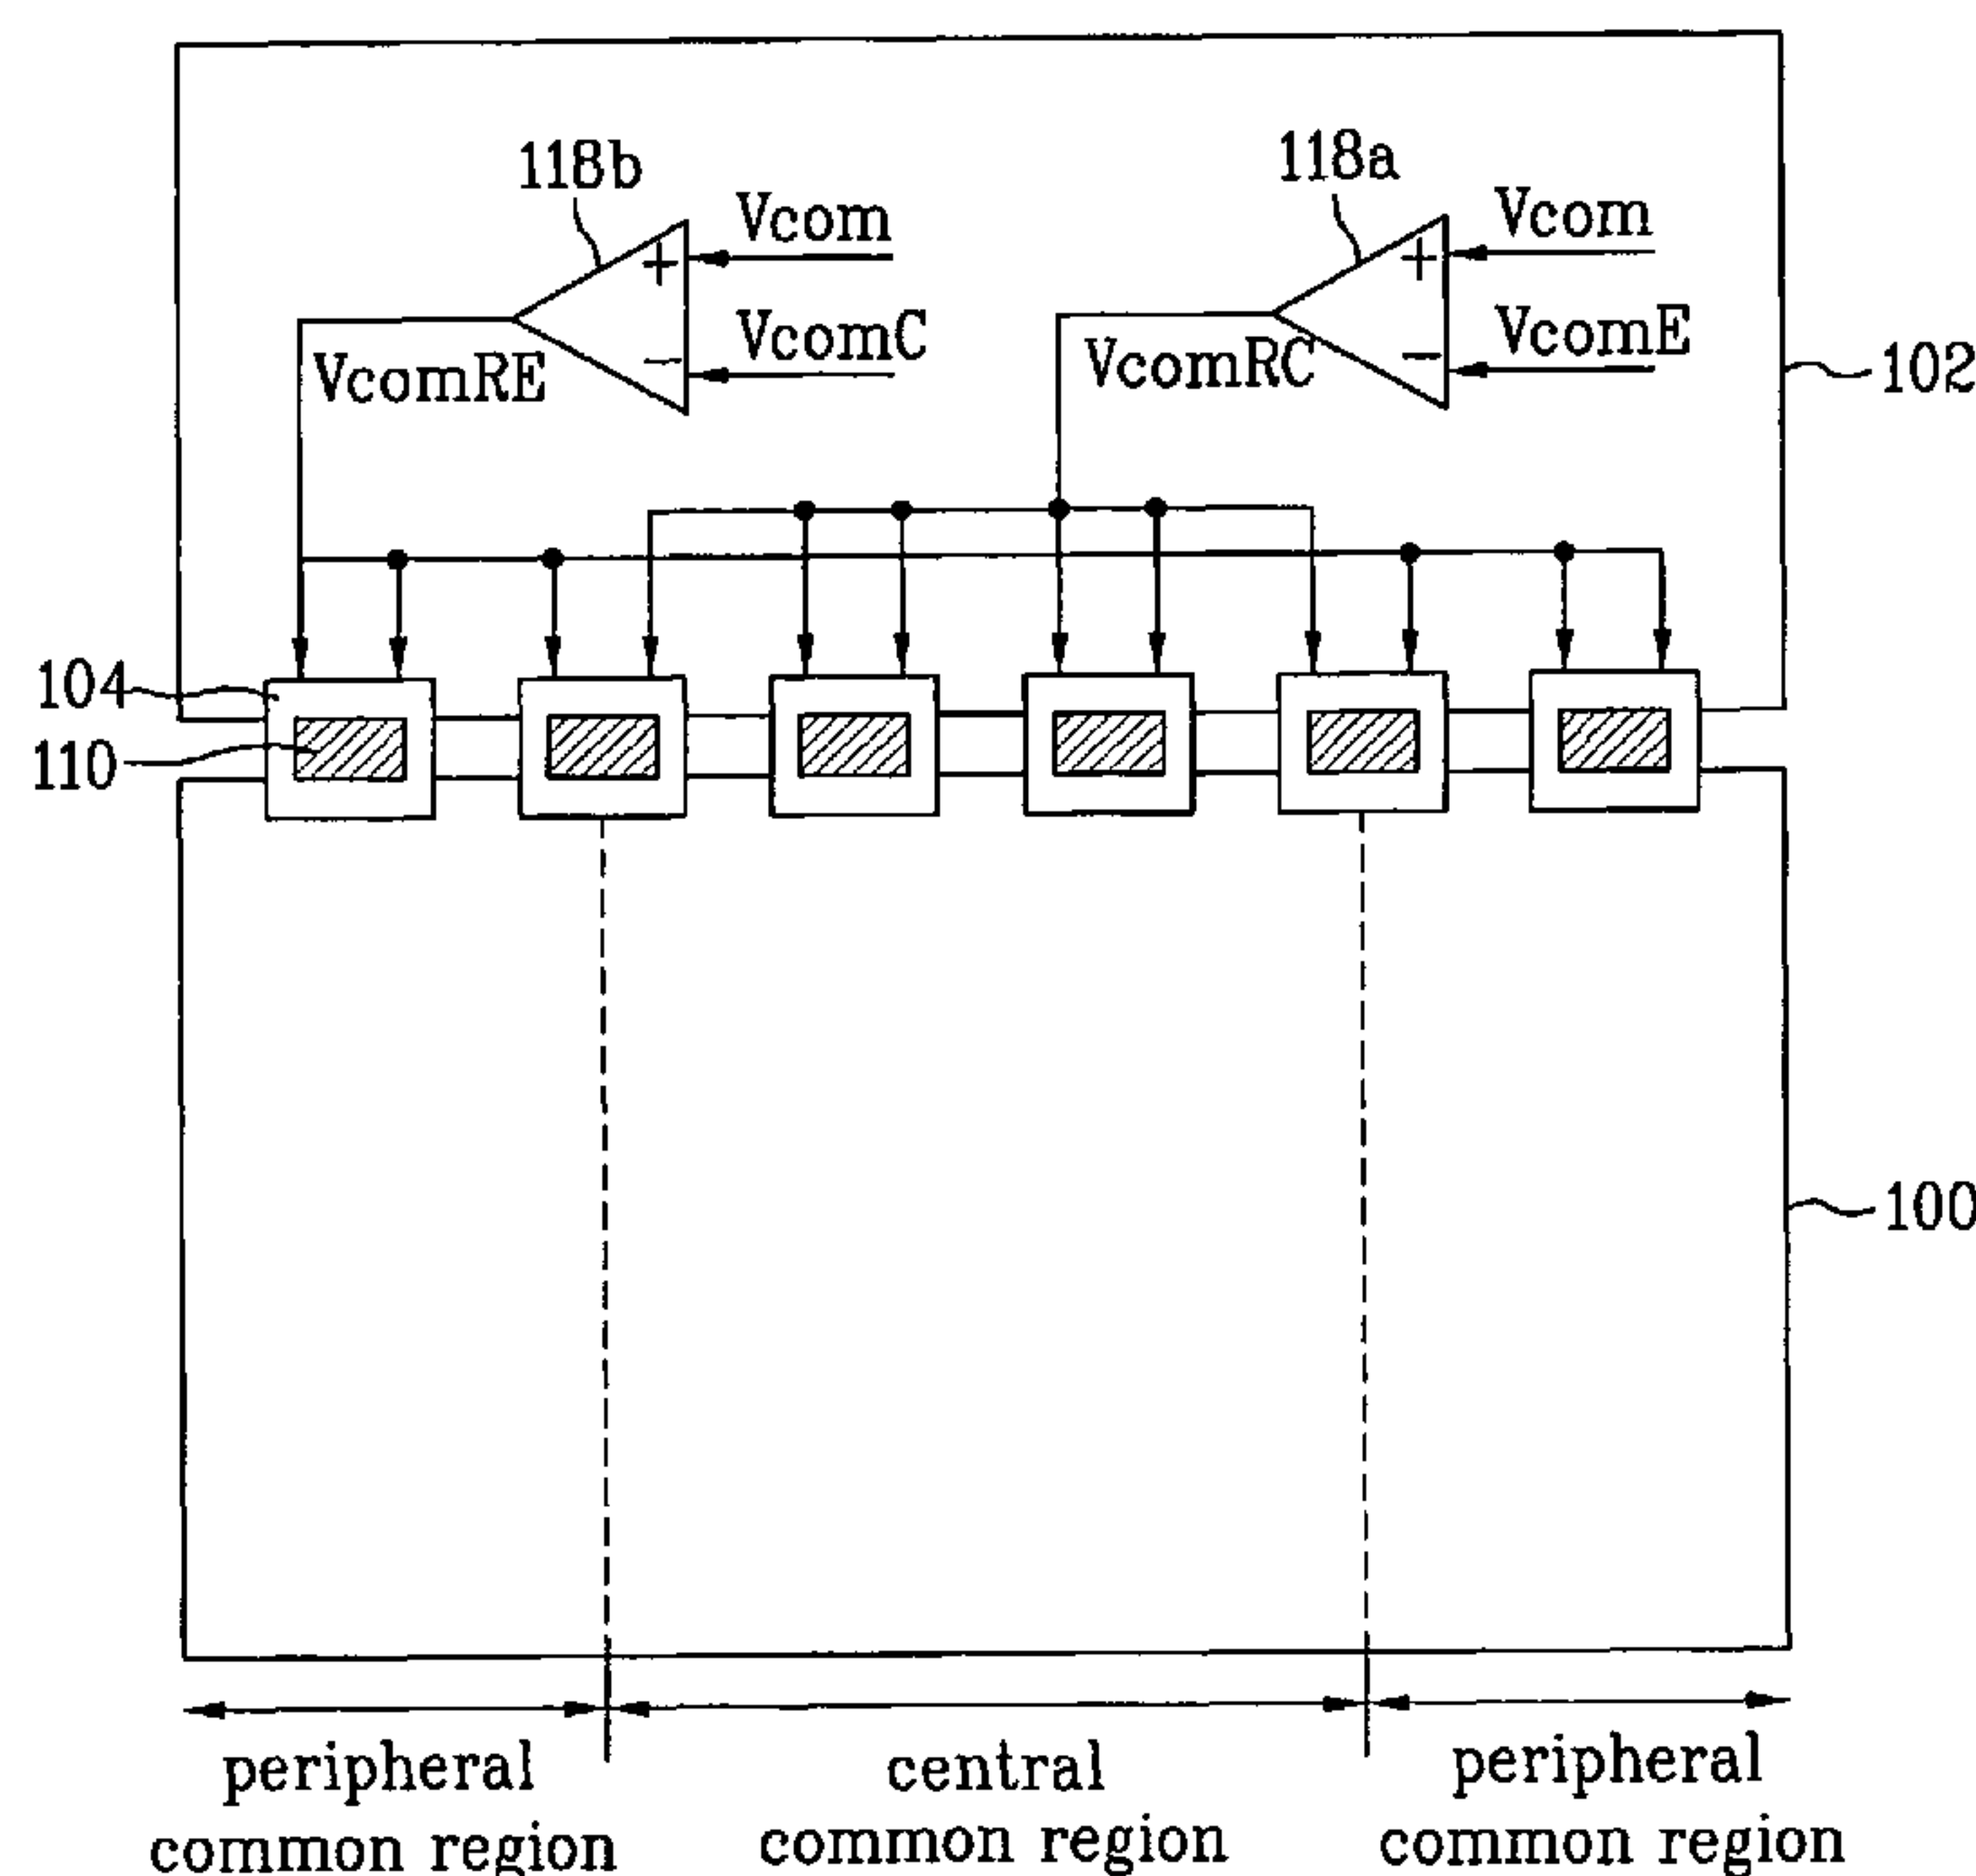 118b
118a
Vcom
Vcom
VcomC
VcomE
VcomRE
VcomRC
+
+
−
−
102
104
110
100
peripheral
common region
central
common region
peripheral
common region